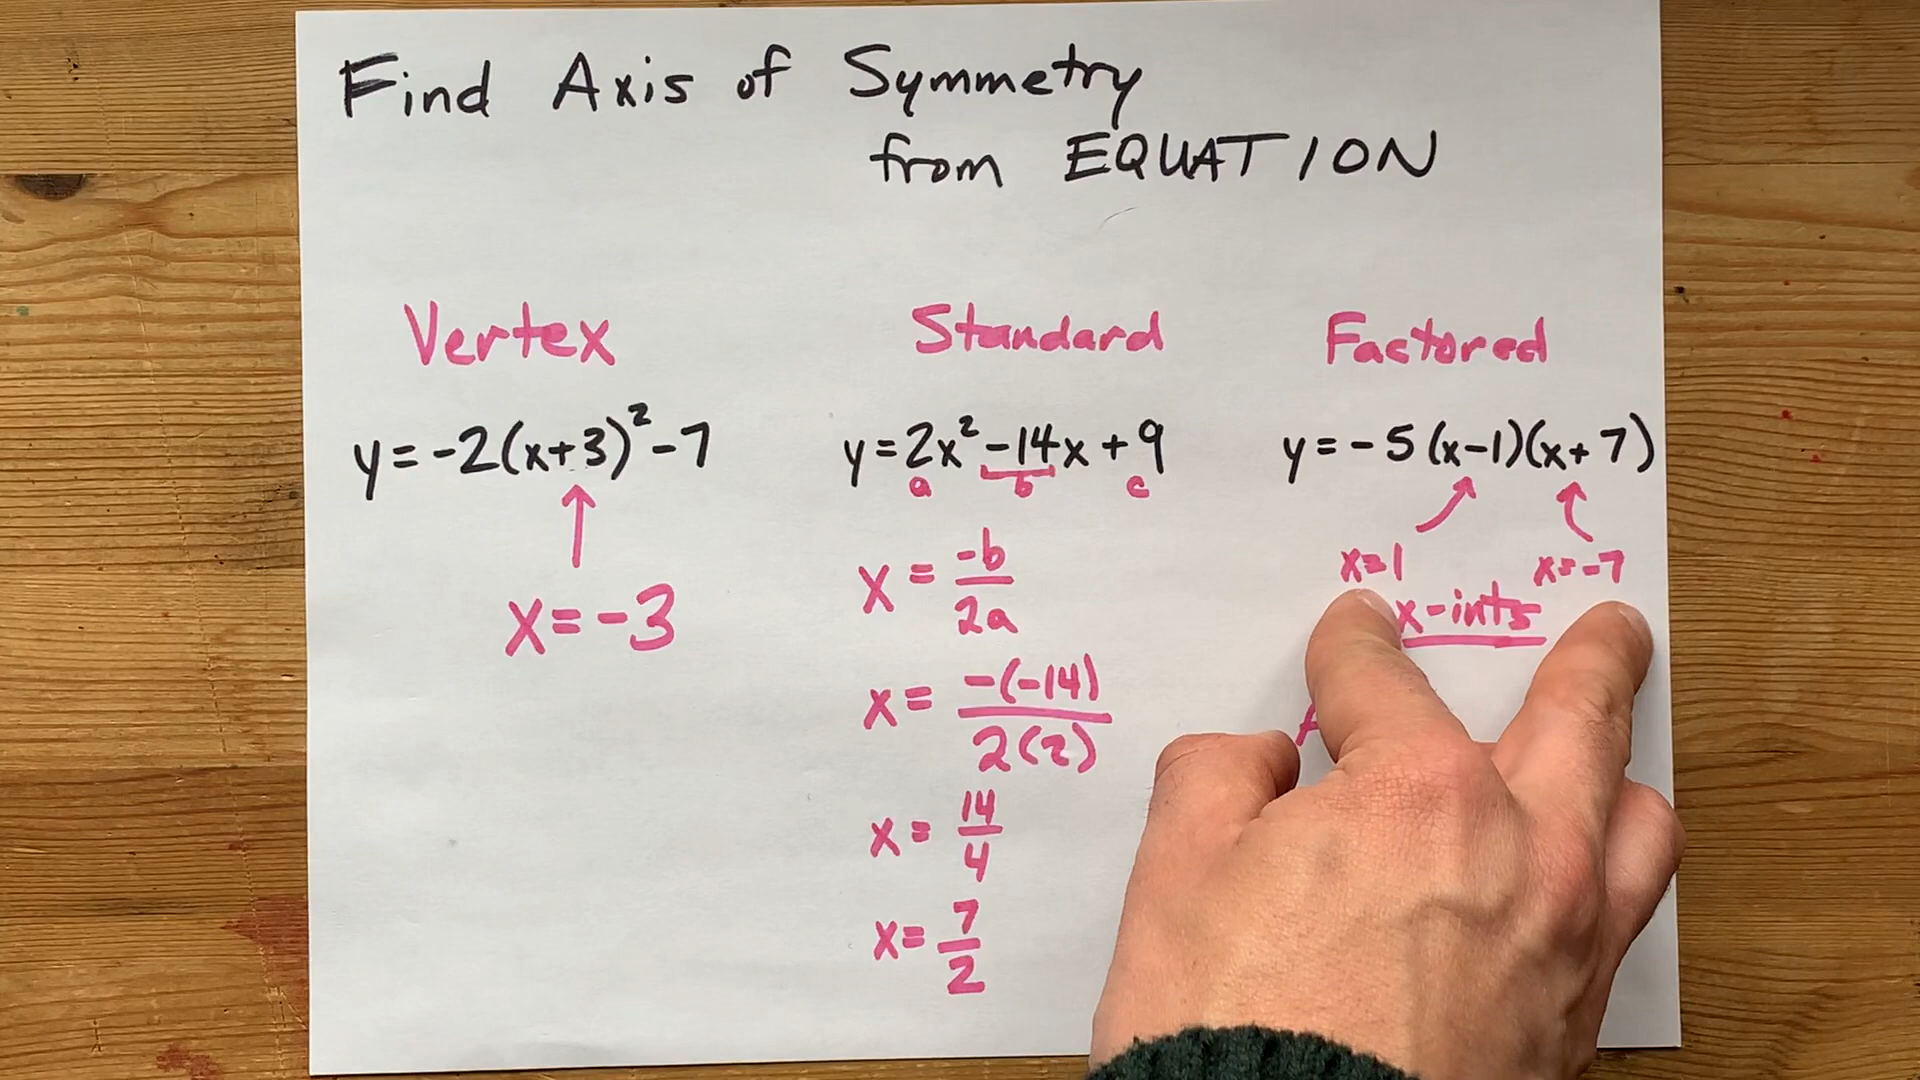 Find Axis of Symmetry
from EQUATION
Vertex
y = -2(x+3)² - 7
x = -3
Standard
y = 2x² - 14x + 9
a b c
x = -b/2a
x = -(-14)/2(2)
x = 14/4
x = 7/2
Factored
y = -5(x-1)(x+7)
x=1 x=-7
x-ints